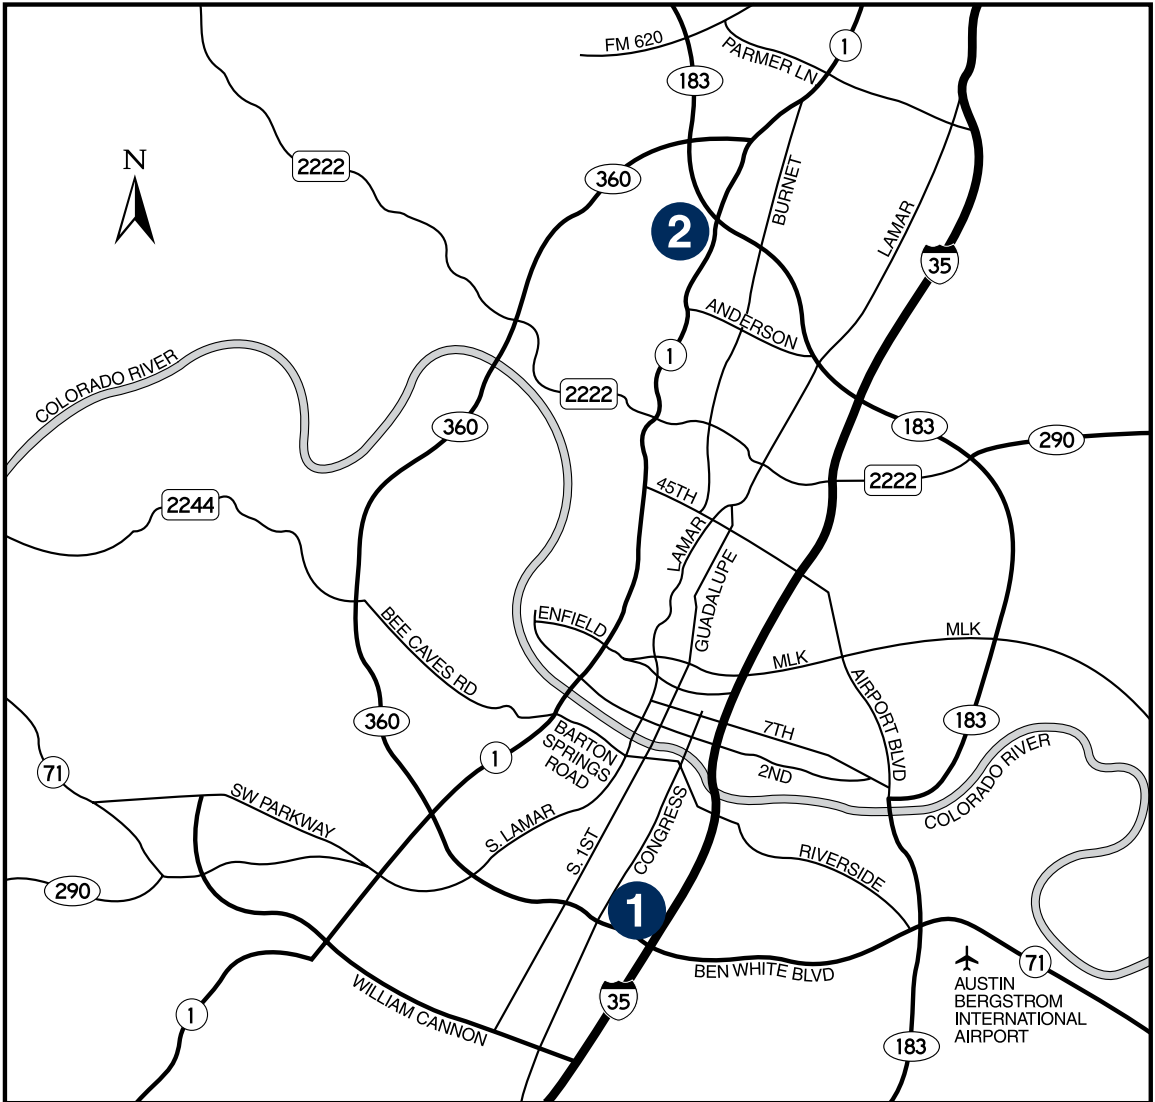 FM 620
1
PARMER LN
183
N
2222
360
BURNET
2
LAMAR
35
ANDERSON
COLORADO RIVER
1
2222
360
183
290
2222
45TH
2244
LAMAR
GUADALUPE
ENFIELD
BEE CAVES RD
MLK
MLK
AIRPORT BLVD
360
183
7TH
BARTON
SPRINGS
ROAD
1
2ND
COLORADO RIVER
71
SW PARKWAY
S. LAMAR
S. 1ST
CONGRESS
RIVERSIDE
290
1
BEN WHITE BLVD
71
AUSTIN
BERGSTROM
INTERNATIONAL
AIRPORT
35
WILLIAM CANNON
1
183